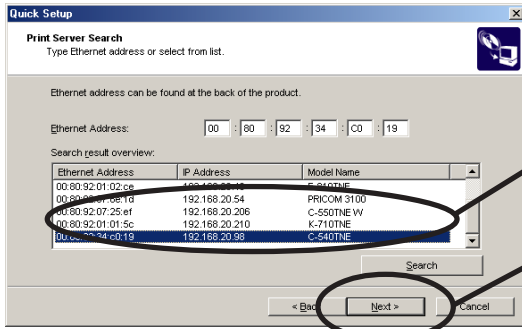 Quick Setup
Print Server Search
Type Ethernet address or select from list.
Ethernet address can be found at the back of the product.
Ethernet Address: 00 : 80 : 92 : 34 : C0 : 19
Search result overview:
Ethernet Address IP Address Model Name
00:80:92:01:02:ce
192.168.20.54 PRICOM 3100
00:80:92:07:25:ef 192.168.20.206 C-550TNE W
00:80:92:01:01:5c 192.168.20.210 K-710TNE
192.168.20.98 C-540TNE
Search
Next > Cancel